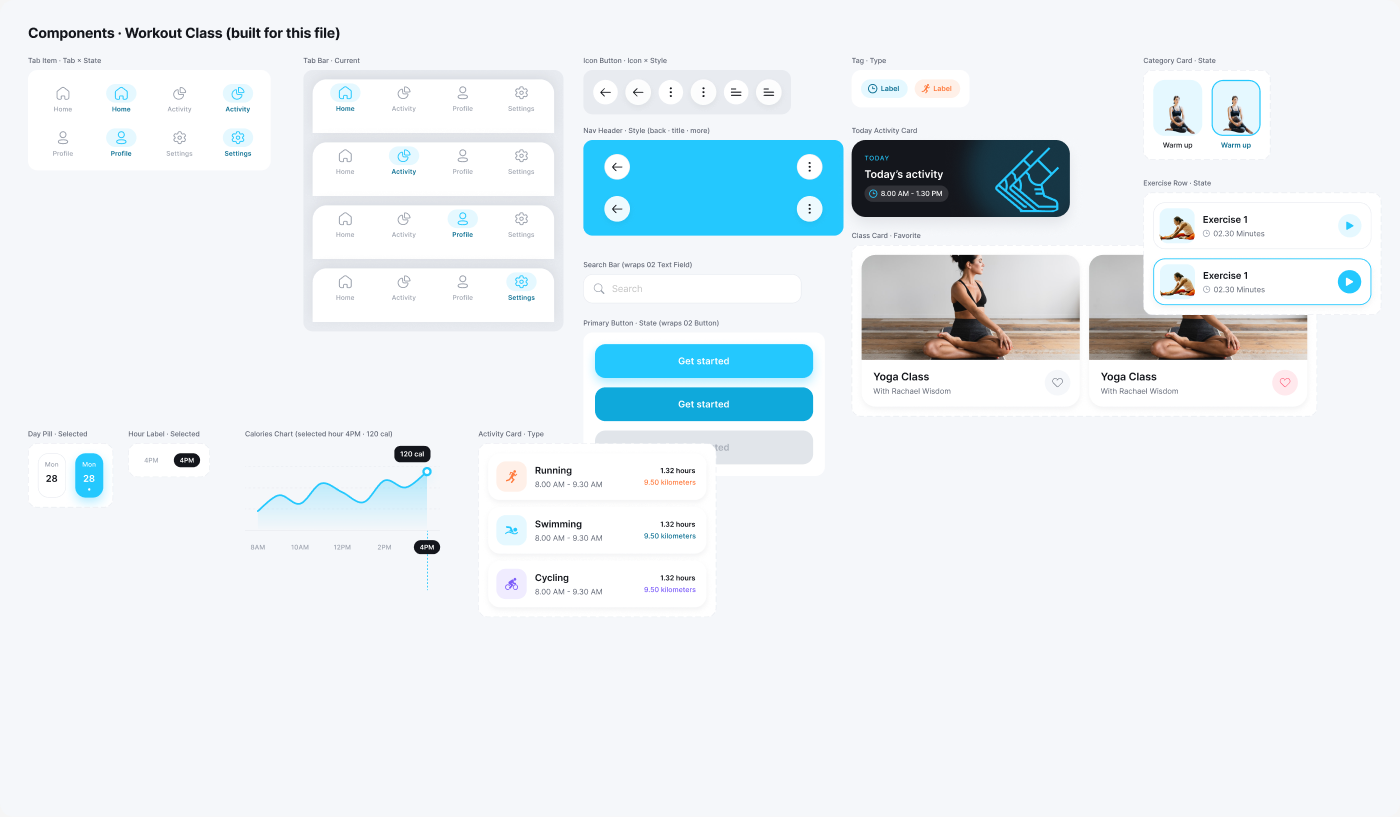 Components · Workout Class (built for this file)
Tab Item · Tab × State
Home
Home
Activity
Activity
Profile
Profile
Settings
Settings
Tab Bar · Current
Home
Activity
Profile
Settings
Home
Activity
Profile
Settings
Home
Activity
Profile
Settings
Home
Activity
Profile
Settings
Icon Button · Icon × Style
Nav Header · Style (back · title · more)
Search Bar (wraps 02 Text Field)
Search
Primary Button · State (wraps 02 Button)
Get started
Get started
Tag · Type
Label
Label
Today Activity Card
TODAY
Today's activity
8.00 AM - 1.30 PM
Class Card · Favorite
Yoga Class
With Rachael Wisdom
Yoga Class
With Rachael Wisdom
Category Card · State
Warm up
Warm up
Exercise Row · State
Exercise 1
02.30 Minutes
Exercise 1
02.30 Minutes
Day Pill · Selected
Mon
28
Mon
28
Hour Label · Selected
4PM
4PM
Calories Chart (selected hour 4PM · 120 cal)
120 cal
8AM
10AM
12PM
2PM
4PM
Activity Card · Type
Running
8.00 AM - 9.30 AM
1.32 hours
9.50 kilometers
Swimming
8.00 AM - 9.30 AM
1.32 hours
9.50 kilometers
Cycling
8.00 AM - 9.30 AM
1.32 hours
9.50 kilometers